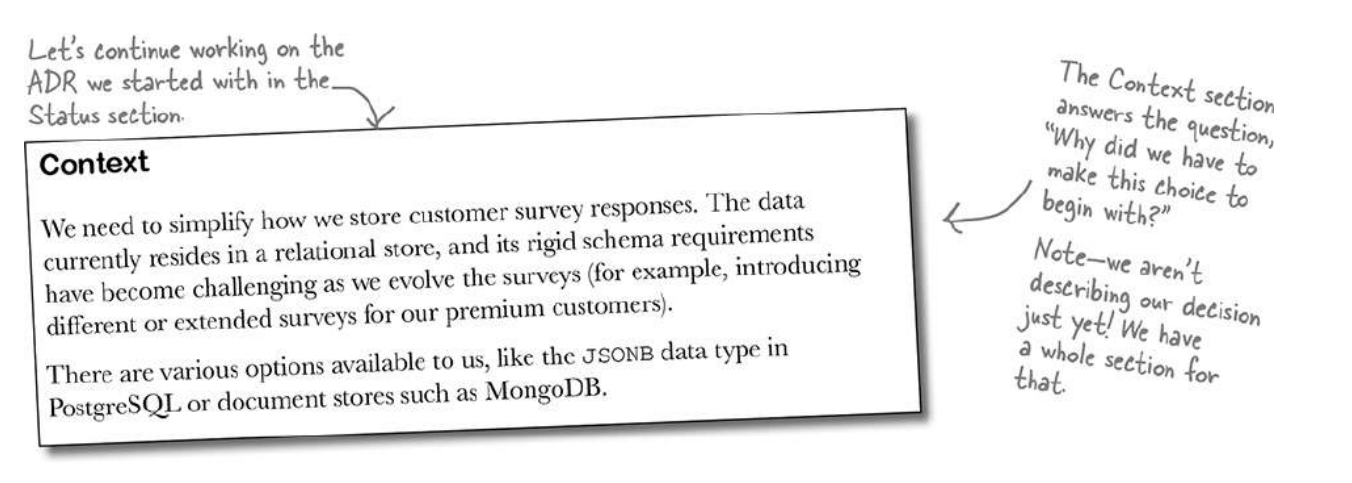 Let's continue working on the
ADR we started with in the
Status section.
Context
We need to simplify how we store customer survey responses. The data
currently resides in a relational store, and its rigid schema requirements
have become challenging as we evolve the surveys (for example, introducing
different or extended surveys for our premium customers).
There are various options available to us, like the JSONB data type in
PostgreSQL or document stores such as MongoDB.
The Context section
answers the question,
“Why did we have to
make this choice to
begin with?”
Note—we aren't
describing our decision
just yet! We have
a whole section for
that.